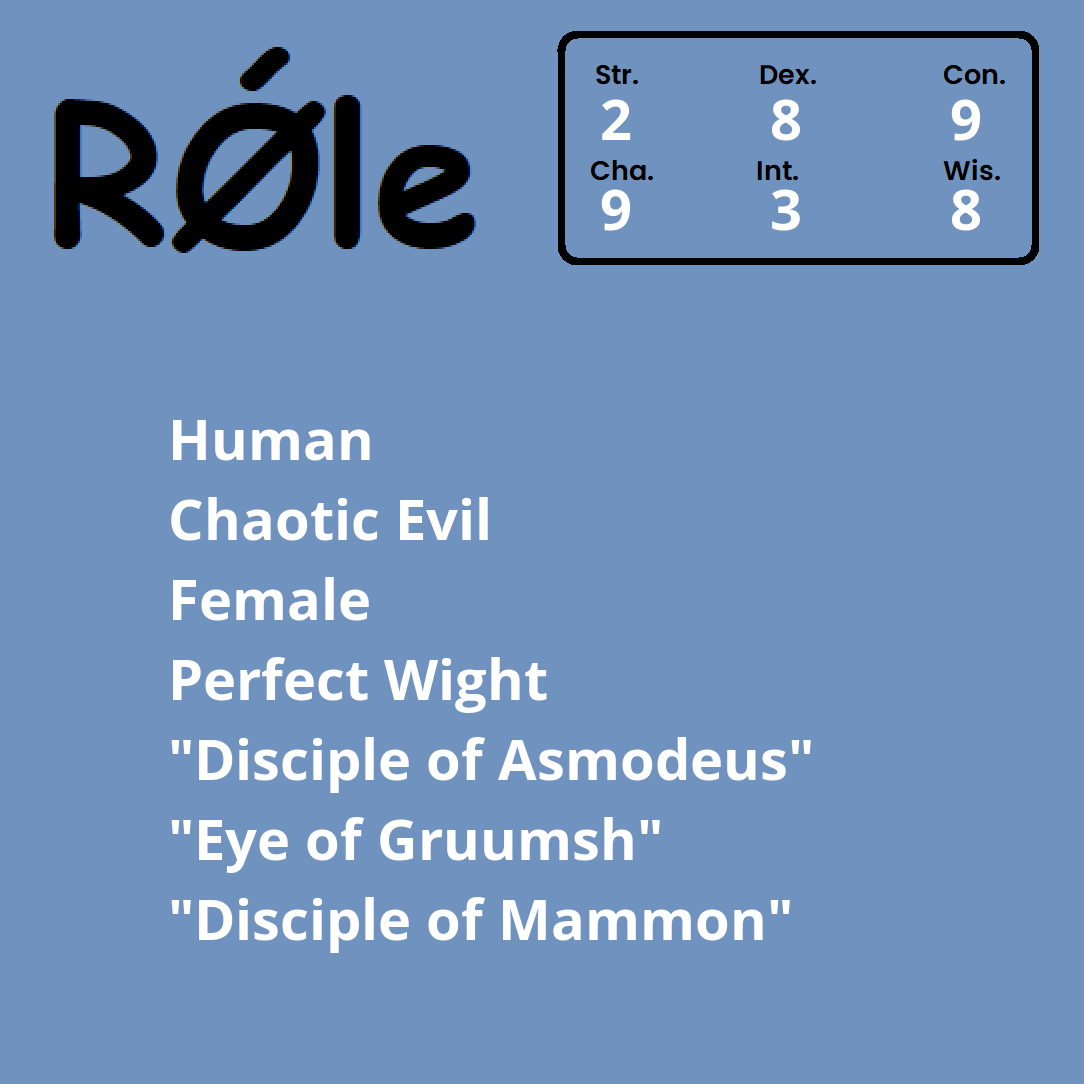 RǾle
Str. Dex. Con.
2 8 9
Cha. Int. Wis.
9 3 8
Human
Chaotic Evil
Female
Perfect Wight
"Disciple of Asmodeus"
"Eye of Gruumsh"
"Disciple of Mammon"